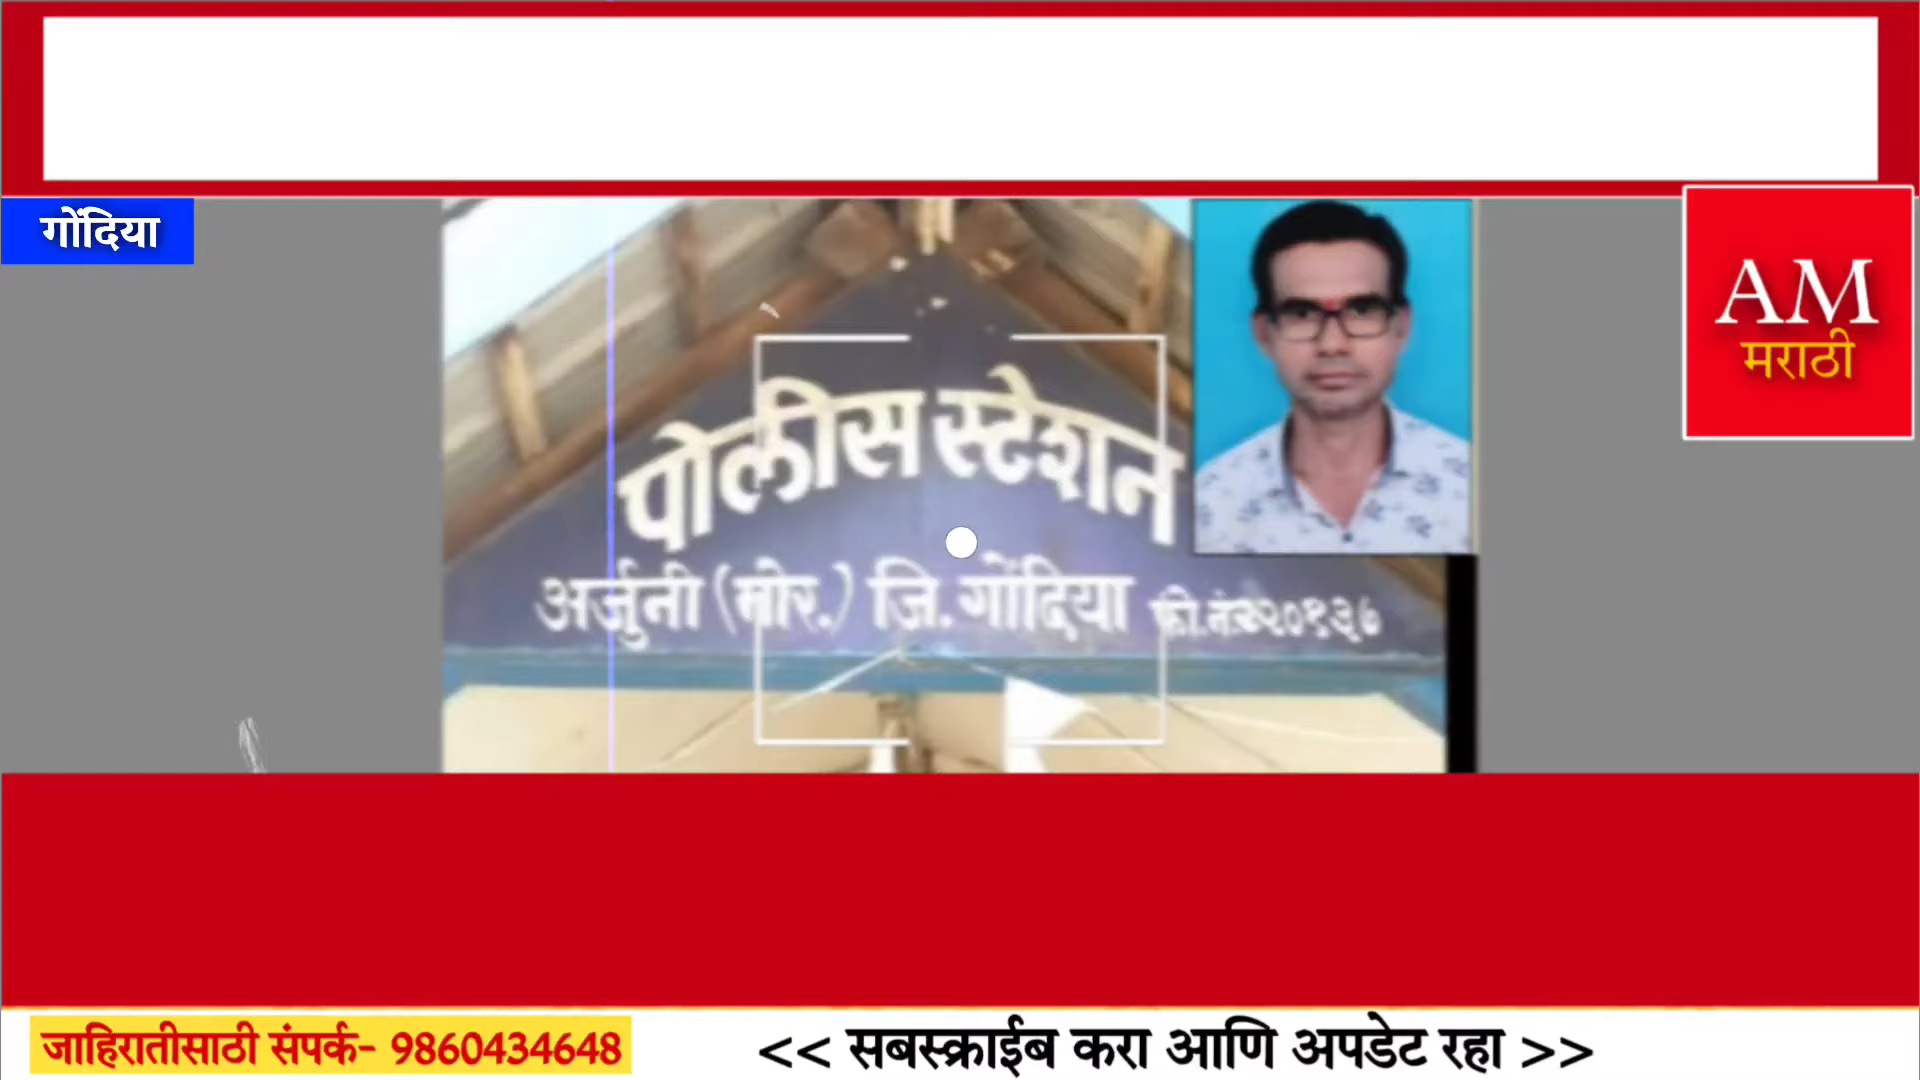 गोंदिया
AM
मराठी
पोलीस स्टेशन
अर्जुनी (मोर.) जि. गोंदिया
जाहिरातीसाठी संपर्क- 9860434648
<< सबस्क्राईब करा आणि अपडेट रहा >>